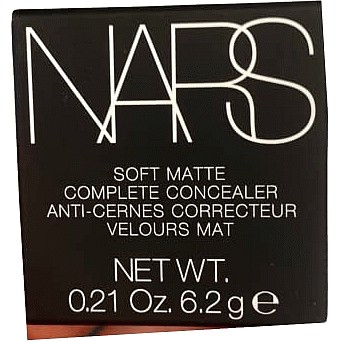 NARS
SOFT MATTE
COMPLETE CONCEALER
ANTI-CERNES CORRECTEUR
VELOURS MAT
NET WT.
0.21 Oz. 6.2 g ℮